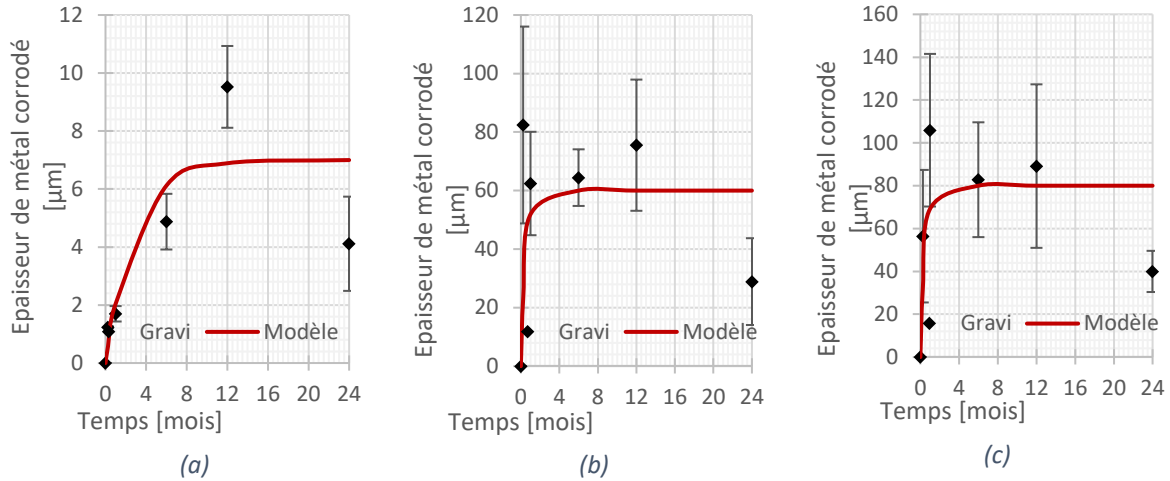 Epaisseur de métal corrodé
[µm]
12
10
8
6
4
2
0
0 4 8 12 16 20 24
Temps [mois]
Gravi Modèle
(a)
Epaisseur de métal corrodé
[µm]
120
100
80
60
40
20
0
0 4 8 12 16 20 24
Temps [mois]
Gravi Modèle
(b)
Epaisseur de métal corrodé
[µm]
160
140
120
100
80
60
40
20
0
0 4 8 12 16 20 24
Temps [mois]
Gravi Modèle
(c)